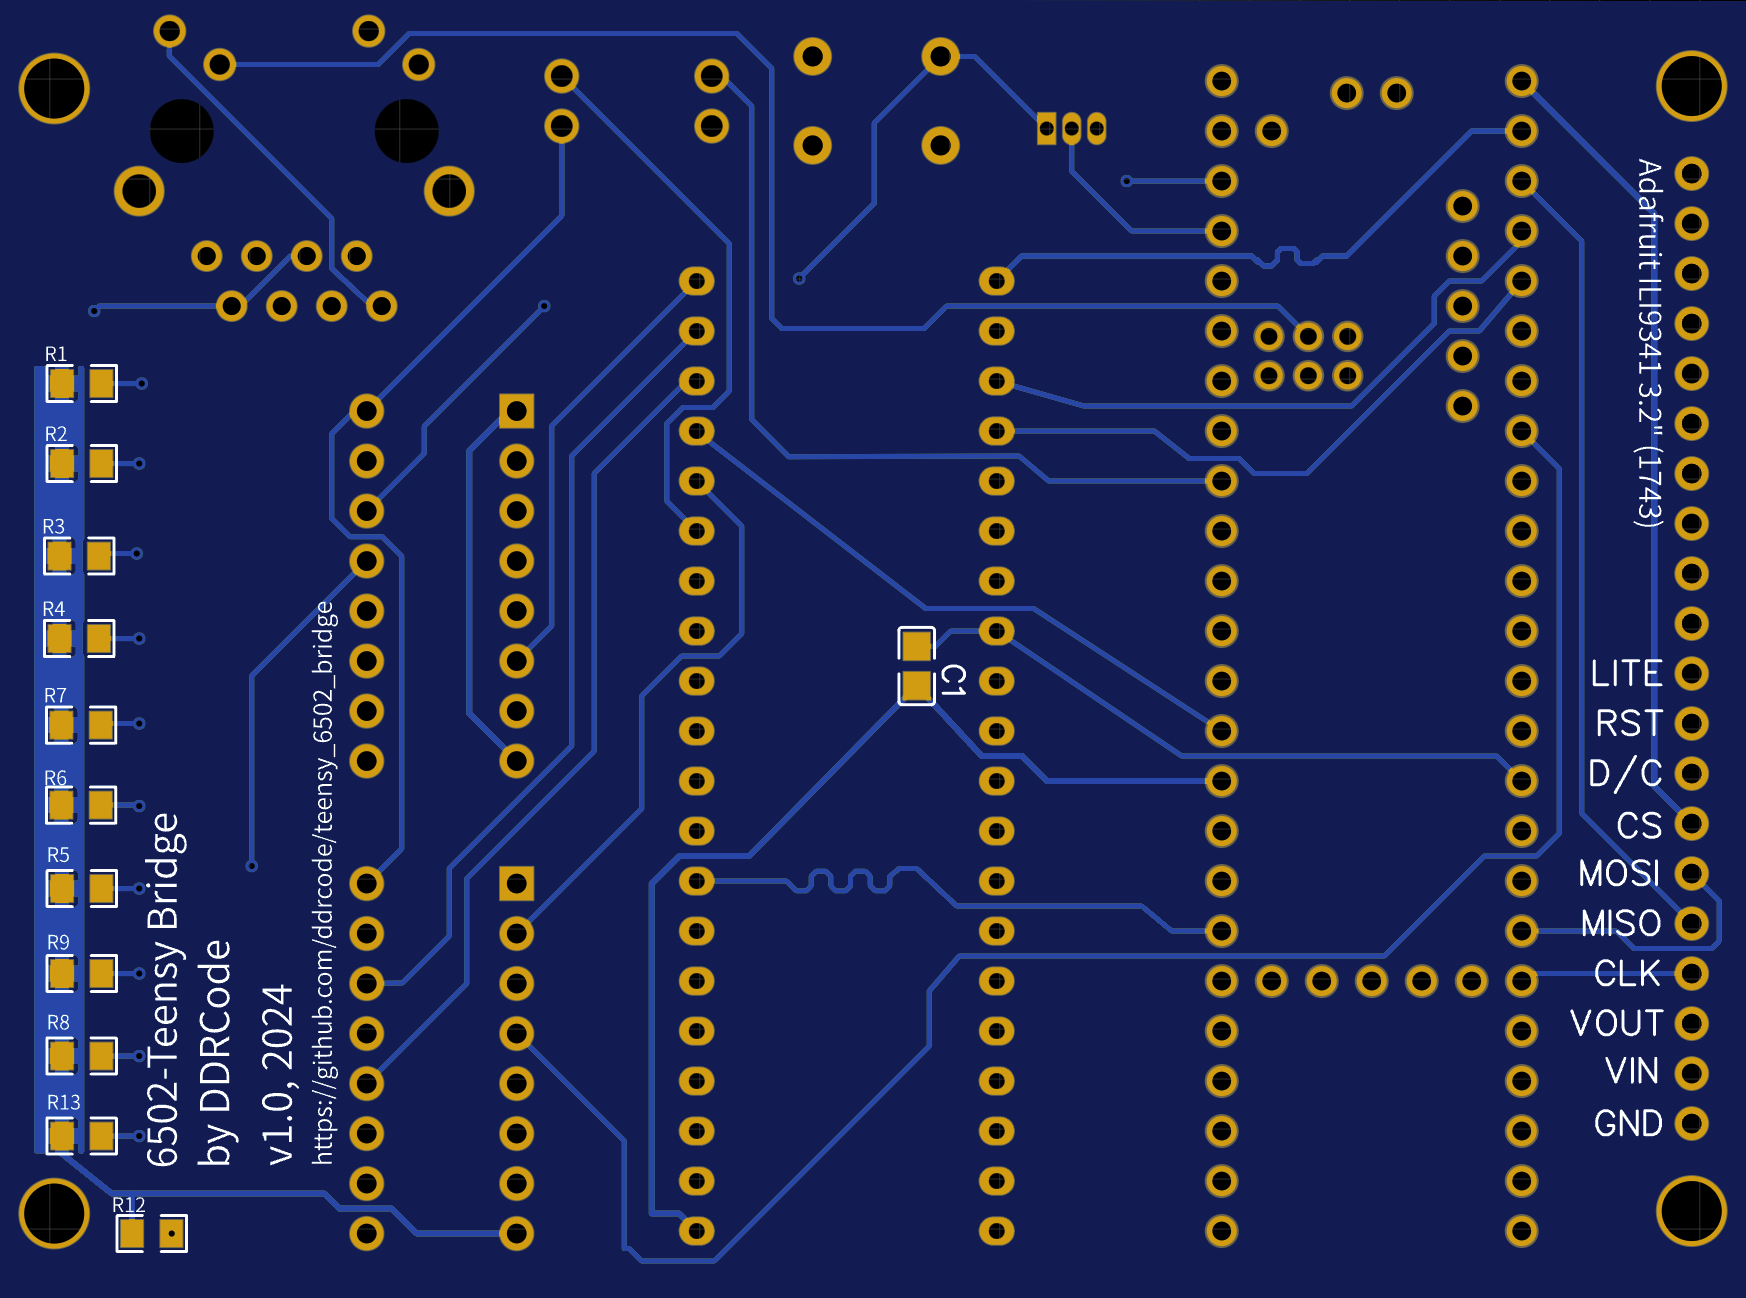 R1
R2
R3
R4
R7
R6
R5
R9
R8
R13
R12
6502-Teensy Bridge
by DDRCode
v1.0, 2024
https://github.com/ddrcode/teensy_6502_bridge
C1
Adafruit ILI9341 3.2" (1743)
LITE
RST
D/C
CS
MOSI
MISO
CLK
VOUT
VIN
GND